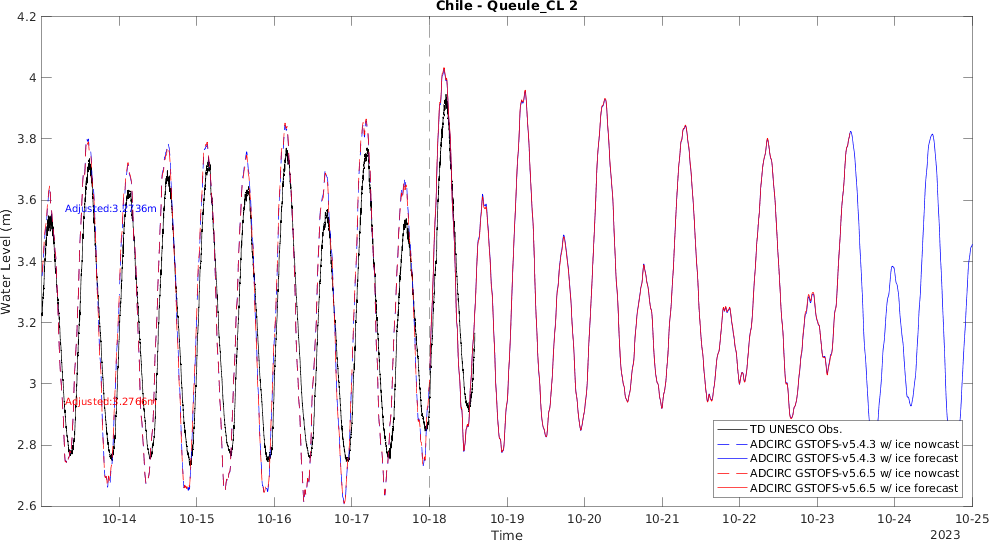 Chile - Queule_CL 2
4.2
4
3.8
3.6
3.4
3.2
3
2.8
2.6
Water Level (m)
Adjusted:3.2736m
Adjusted:3.2766m
TD UNESCO Obs.
ADCIRC GSTOFS-v5.4.3 w/ ice nowcast
ADCIRC GSTOFS-v5.4.3 w/ ice forecast
ADCIRC GSTOFS-v5.6.5 w/ ice nowcast
ADCIRC GSTOFS-v5.6.5 w/ ice forecast
10-14 10-15 10-16 10-17 10-18 10-19 10-20 10-21 10-22 10-23 10-24 10-25
Time
2023